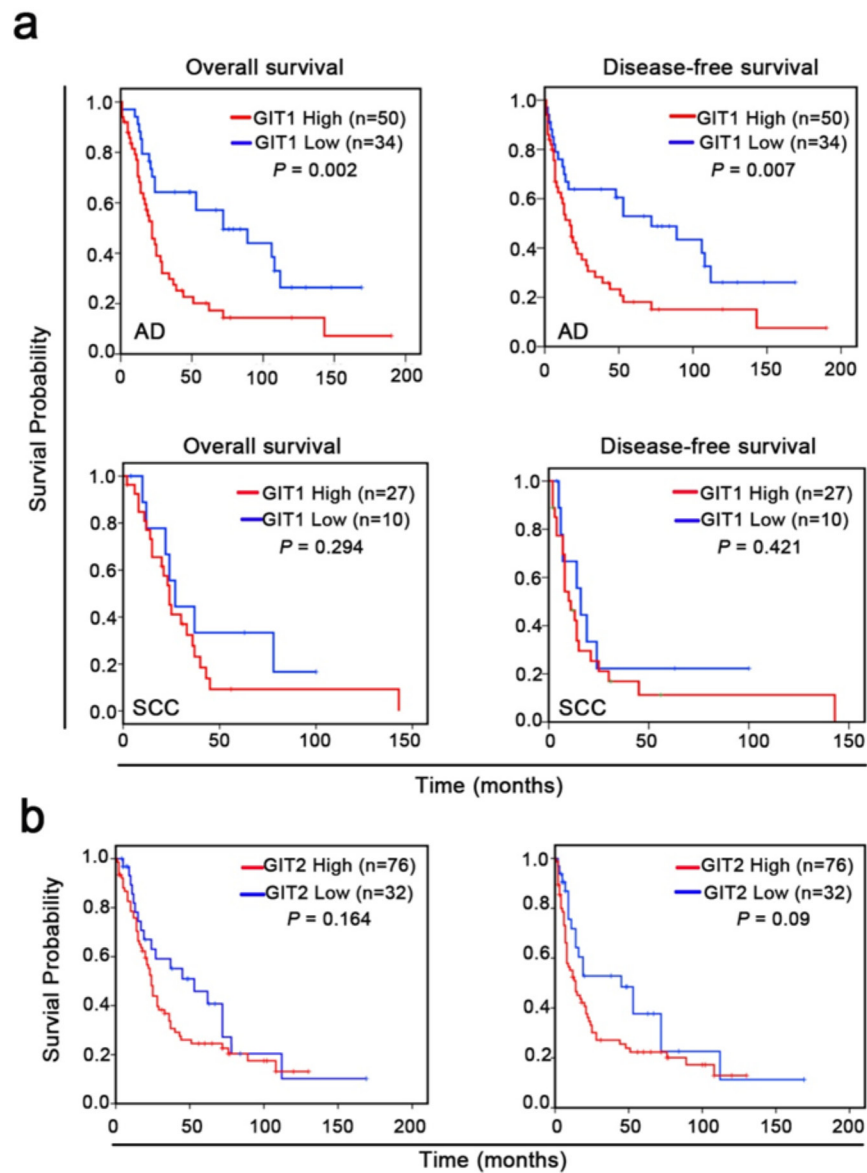 a
Overall survival
Disease-free survival
1.0
0.8
0.6
0.4
0.2
0.0
0
50
100
150
200
GIT1 High (n=50)
GIT1 Low (n=34)
P = 0.002
AD
1.0
0.8
0.6
0.4
0.2
0.0
0
50
100
150
200
GIT1 High (n=50)
GIT1 Low (n=34)
P = 0.007
AD
Survial Probability
Overall survival
Disease-free survival
1.0
0.8
0.6
0.4
0.2
0.0
0
50
100
150
GIT1 High (n=27)
GIT1 Low (n=10)
P = 0.294
SCC
1.0
0.8
0.6
0.4
0.2
0.0
0
50
100
150
GIT1 High (n=27)
GIT1 Low (n=10)
P = 0.421
SCC
Time (months)
b
Survial Probability
1.0
0.8
0.6
0.4
0.2
0.0
0
50
100
150
200
GIT2 High (n=76)
GIT2 Low (n=32)
P = 0.164
1.0
0.8
0.6
0.4
0.2
0.0
0
50
100
150
200
GIT2 High (n=76)
GIT2 Low (n=32)
P = 0.09
Time (months)